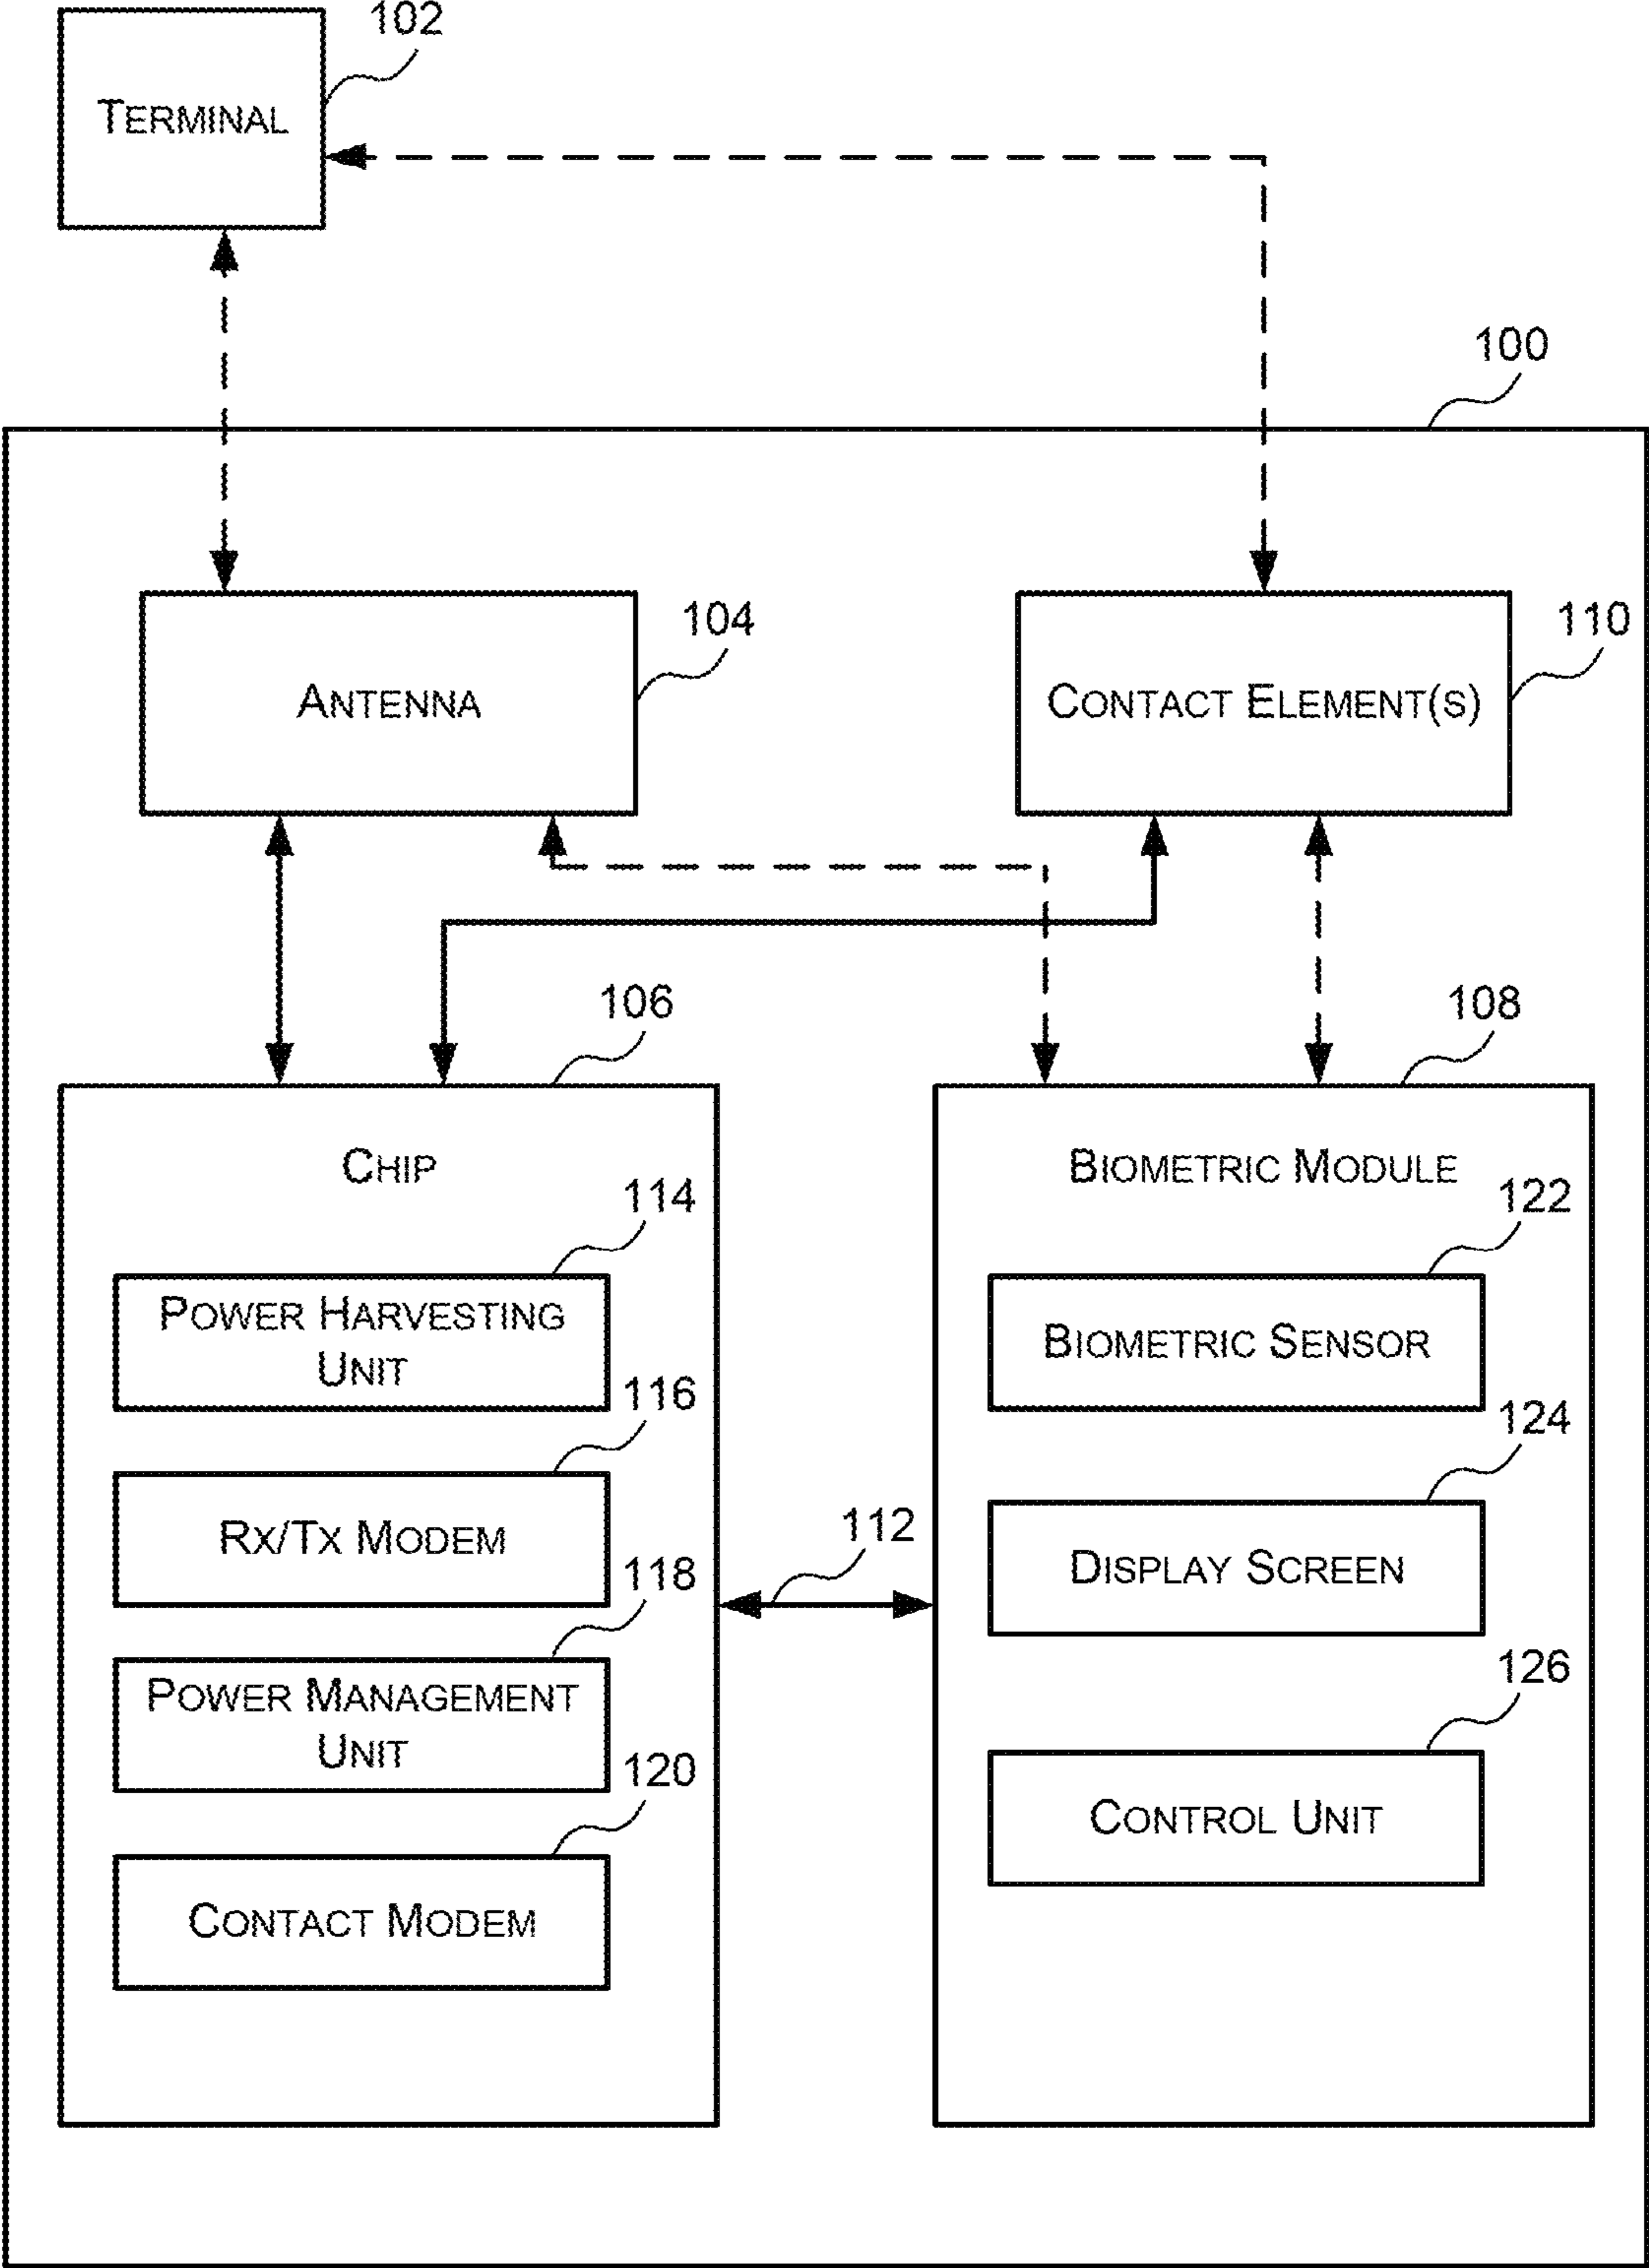 102
TERMINAL
100
104
ANTENNA
110
CONTACT ELEMENT(S)
106
CHIP
114
POWER HARVESTING
UNIT
116
RX/TX MODEM
118
POWER MANAGEMENT
UNIT
120
CONTACT MODEM
112
108
BIOMETRIC MODULE
122
BIOMETRIC SENSOR
124
DISPLAY SCREEN
126
CONTROL UNIT